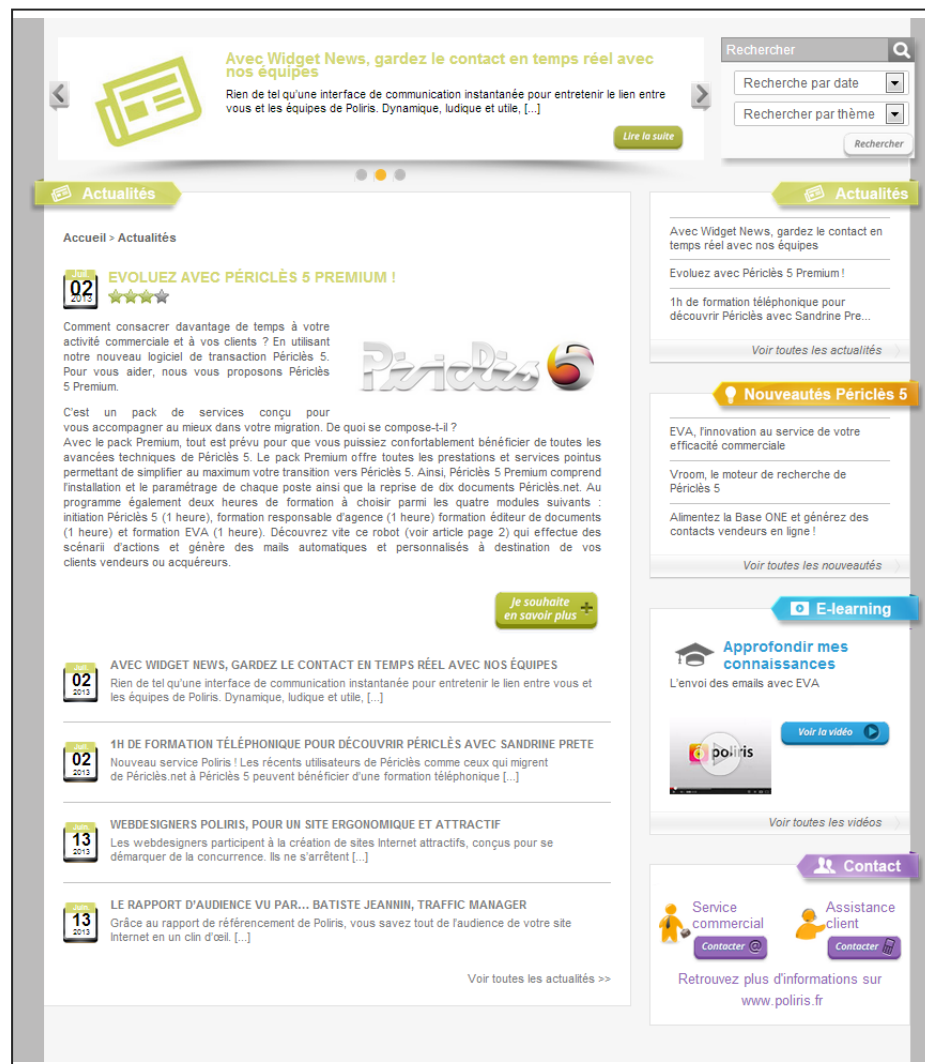 Avec Widget News, gardez le contact en temps réel avec
nos équipes
Rien de tel qu'une interface de communication instantanée pour entretenir le lien entre
vous et les équipes de Poliris. Dynamique, ludique et utile, [...]
Lire la suite
Rechercher
Recherche par date
Rechercher par thème
Rechercher
Actualités
Accueil > Actualités
Juil.
02
2013
EVOLUEZ AVEC PÉRICLÈS 5 PREMIUM !
Comment consacrer davantage de temps à votre
activité commerciale et à vos clients ? En utilisant
notre nouveau logiciel de transaction Périclès 5.
Pour vous aider, nous vous proposons Périclès
5 Premium.
Périclès 5
C'est un pack de services conçu pour
vous accompagner au mieux dans votre migration. De quoi se compose-t-il ?
Avec le pack Premium, tout est prévu pour que vous puissiez confortablement bénéficier de toutes les
avancées techniques de Périclès 5. Le pack Premium offre toutes les prestations et services pointus
permettant de simplifier au maximum votre transition vers Périclès 5. Ainsi, Périclès 5 Premium comprend
l'installation et le paramétrage de chaque poste ainsi que la reprise de dix documents Périclès.net. Au
programme également deux heures de formation à choisir parmi les quatre modules suivants :
initiation Périclès 5 (1 heure), formation responsable d'agence (1 heure) formation éditeur de documents
(1 heure) et formation EVA (1 heure). Découvrez vite ce robot (voir article page 2) qui effectue des
scénarii d'actions et génère des mails automatiques et personnalisés à destination de vos
clients vendeurs ou acquéreurs.
Je souhaite
en savoir plus
Juil.
02
2013
AVEC WIDGET NEWS, GARDEZ LE CONTACT EN TEMPS RÉEL AVEC NOS ÉQUIPES
Rien de tel qu'une interface de communication instantanée pour entretenir le lien entre vous et
les équipes de Poliris. Dynamique, ludique et utile, [...]
Juil.
02
2013
1H DE FORMATION TÉLÉPHONIQUE POUR DÉCOUVRIR PÉRICLÈS AVEC SANDRINE PRETE
Nouveau service Poliris ! Les récents utilisateurs de Périclès comme ceux qui migrent
de Périclès.net à Périclès 5 peuvent bénéficier d'une formation téléphonique [...]
Juin.
13
2013
WEBDESIGNERS POLIRIS, POUR UN SITE ERGONOMIQUE ET ATTRACTIF
Les webdesigners participent à la création de sites Internet attractifs, conçus pour se
démarquer de la concurrence. Ils ne s'arrêtent [...]
Juin.
13
2013
LE RAPPORT D'AUDIENCE VU PAR... BATISTE JEANNIN, TRAFFIC MANAGER
Grâce au rapport de référencement de Poliris, vous savez tout de l'audience de votre site
Internet en un clin d'œil. [...]
Voir toutes les actualités >>
Actualités
Avec Widget News, gardez le contact en
temps réel avec nos équipes
Evoluez avec Périclès 5 Premium !
1h de formation téléphonique pour
découvrir Périclès avec Sandrine Pre...
Voir toutes les actualités
Nouveautés Périclès 5
EVA, l'innovation au service de votre
efficacité commerciale
Vroom, le moteur de recherche de
Périclès 5
Alimentez la Base ONE et générez des
contacts vendeurs en ligne !
Voir toutes les nouveautés
E-learning
Approfondir mes
connaissances
L'envoi des emails avec EVA
poliris
Voir la vidéo
Voir toutes les vidéos
Contact
Service
commercial
Contacter @
Assistance
client
Contacter
Retrouvez plus d'informations sur
www.poliris.fr